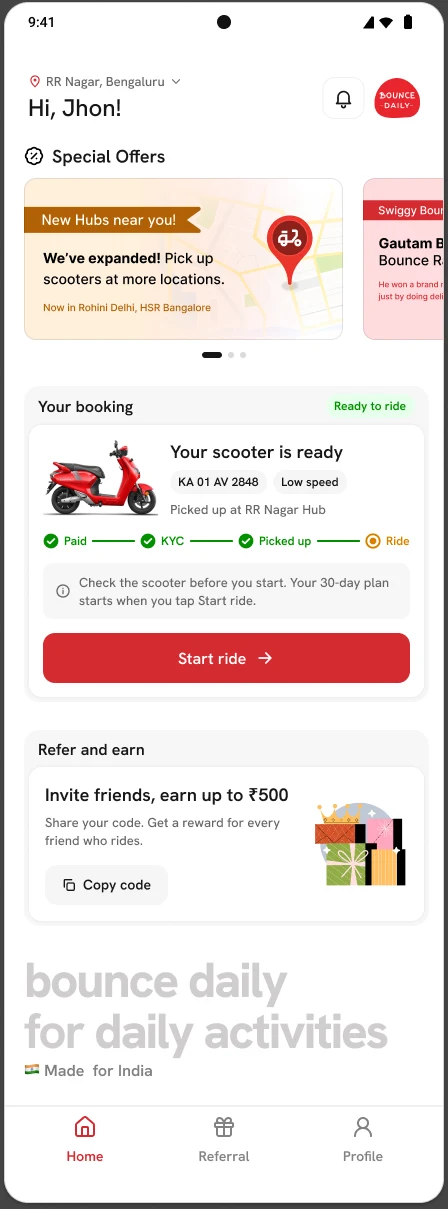 9:41
RR Nagar, Bengaluru
Hi, Jhon!
BOUNCE
DAILY
Special Offers
New Hubs near you!
We've expanded! Pick up
scooters at more locations.
Now in Rohini Delhi, HSR Bangalore
Swiggy Boun
Gautam B
Bounce R
He won a brand n
just by doing deli
Your booking
Ready to ride
Your scooter is ready
KA 01 AV 2848
Low speed
Picked up at RR Nagar Hub
Paid
KYC
Picked up
Ride
Check the scooter before you start. Your 30-day plan
starts when you tap Start ride.
Start ride
Refer and earn
Invite friends, earn up to ₹500
Share your code. Get a reward for every
friend who rides.
Copy code
bounce daily
for daily activities
Made for India
Home
Referral
Profile